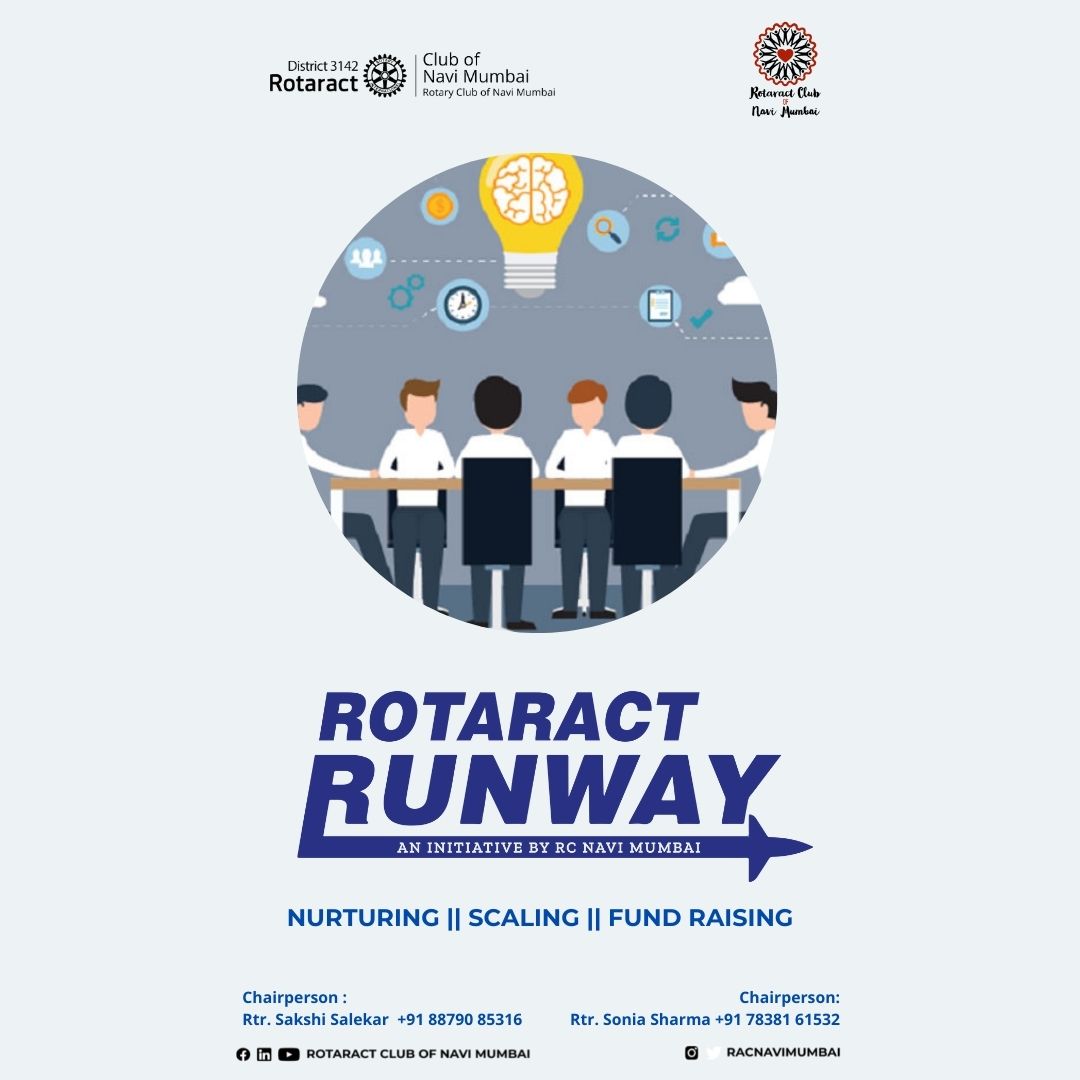 District 3142
Rotaract
Club of
Navi Mumbai
Rotary Club of Navi Mumbai
Rotaract Club
OF
Navi Mumbai
ROTARACT
RUNWAY
AN INITIATIVE BY RC NAVI MUMBAI
NURTURING || SCALING || FUND RAISING
Chairperson :
Rtr. Sakshi Salekar +91 88790 85316
Chairperson:
Rtr. Sonia Sharma +91 78381 61532
ROTARACT CLUB OF NAVI MUMBAI
RACNAVIMUMBAI